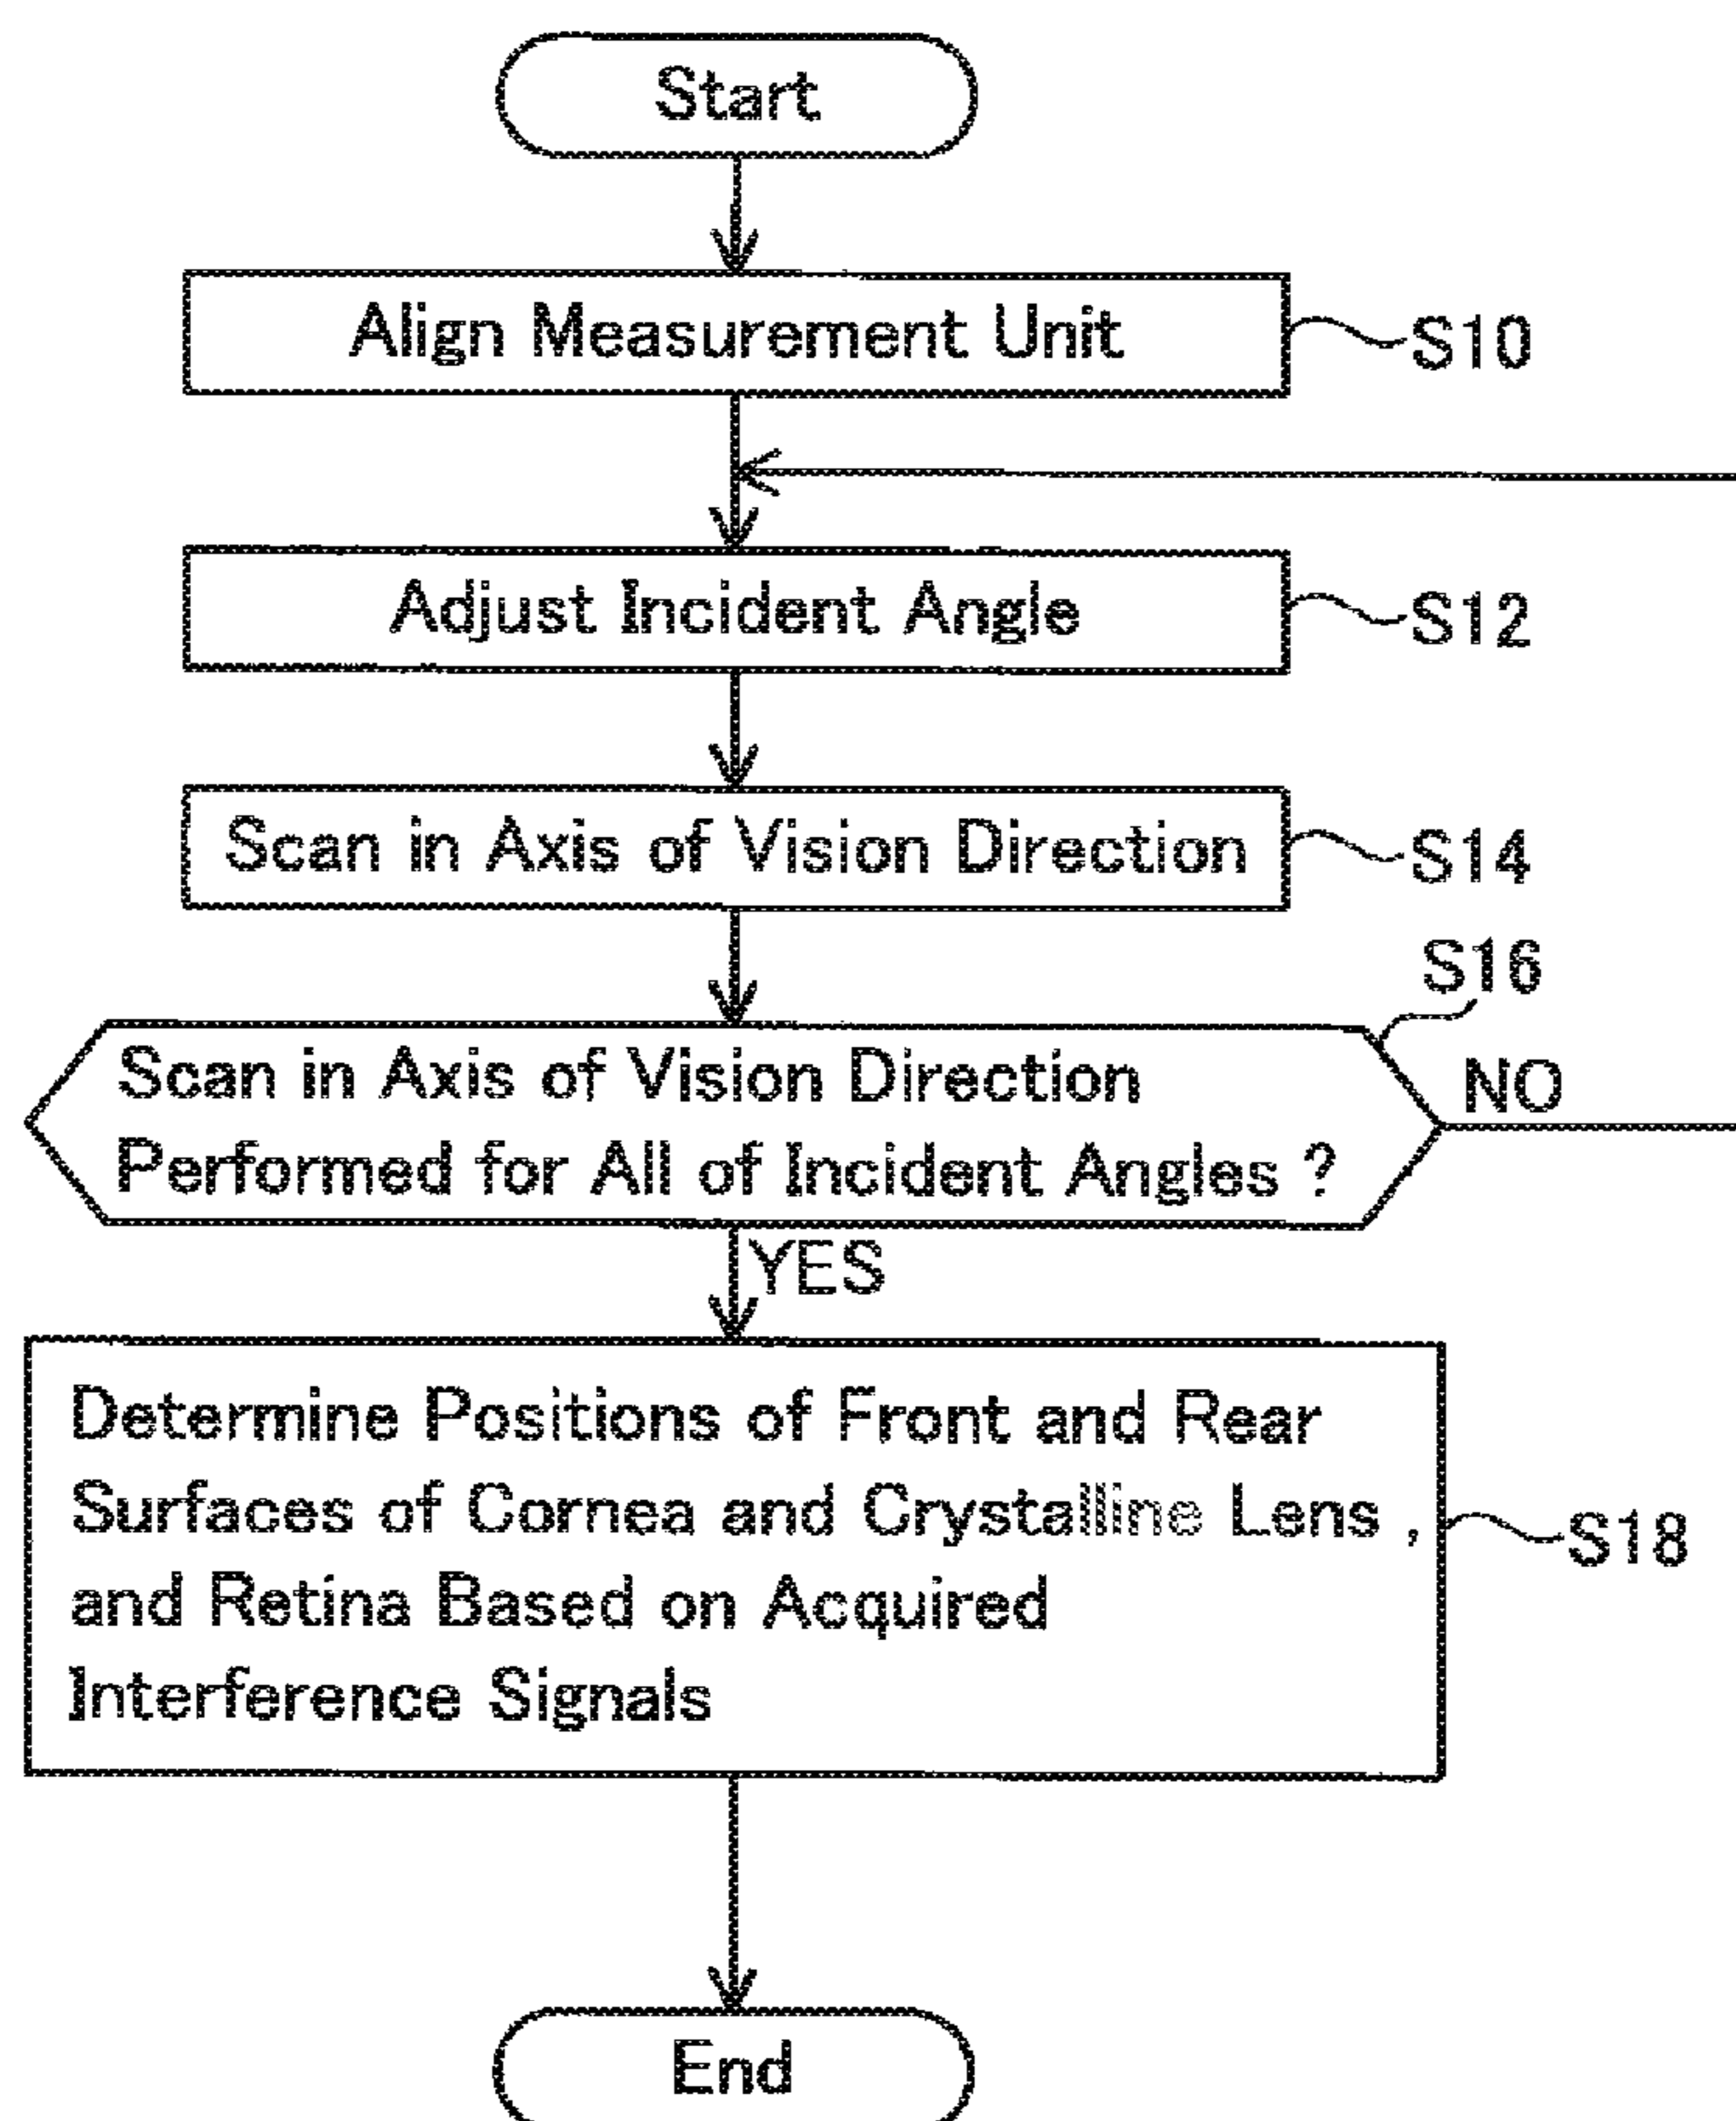 Start
Align Measurement Unit
S10
Adjust Incident Angle
S12
Scan in Axis of Vision Direction
S14
S16
Scan in Axis of Vision Direction
Performed for All of Incident Angles ?
NO
YES
Determine Positions of Front and Rear
Surfaces of Cornea and Crystalline Lens ,
and Retina Based on Acquired
Interference Signals
S18
End